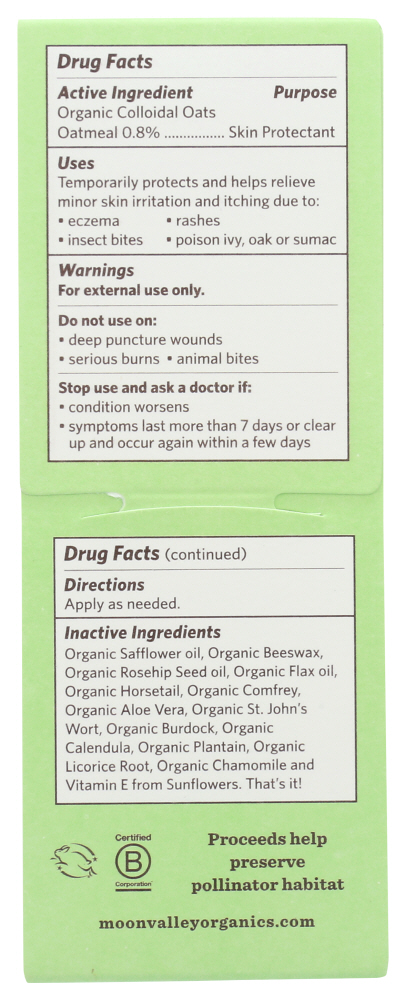 Drug Facts
Active Ingredient Purpose
Organic Colloidal Oats
Oatmeal 0.8% ................ Skin Protectant
Uses
Temporarily protects and helps relieve
minor skin irritation and itching due to:
• eczema • rashes
• insect bites • poison ivy, oak or sumac
Warnings
For external use only.
Do not use on:
• deep puncture wounds
• serious burns • animal bites
Stop use and ask a doctor if:
• condition worsens
• symptoms last more than 7 days or clear
up and occur again within a few days
Drug Facts (continued)
Directions
Apply as needed.
Inactive Ingredients
Organic Safflower oil, Organic Beeswax,
Organic Rosehip Seed oil, Organic Flax oil,
Organic Horsetail, Organic Comfrey,
Organic Aloe Vera, Organic St. John's
Wort, Organic Burdock, Organic
Calendula, Organic Plantain, Organic
Licorice Root, Organic Chamomile and
Vitamin E from Sunflowers. That's it!
Certified
B
Corporation
Proceeds help
preserve
pollinator habitat
moonvalleyorganics.com